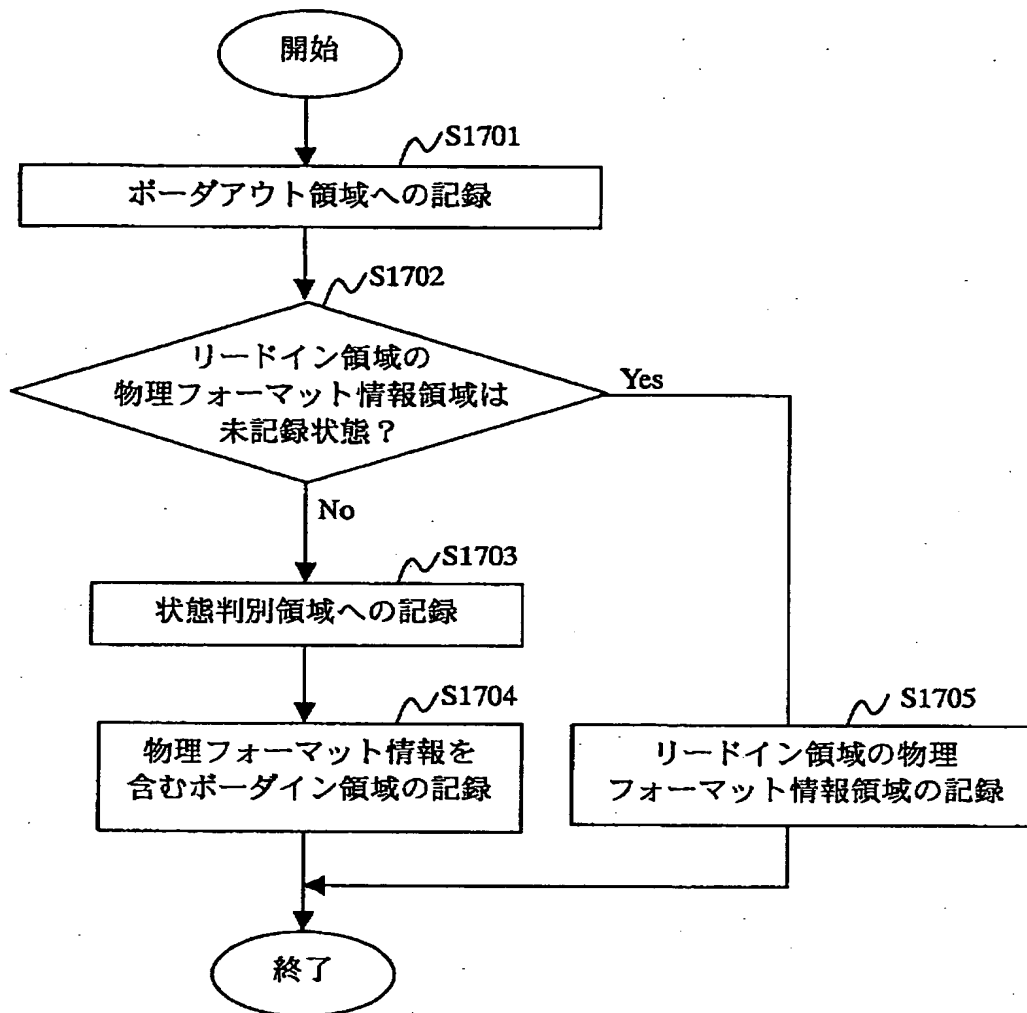 開始
S1701
ボーダアウト領域への記録
S1702
リードイン領域の
物理フォーマット情報領域は
未記録状態？
Yes
No
S1703
状態判別領域への記録
S1704
物理フォーマット情報を
含むボーダイン領域の記録
S1705
リードイン領域の物理
フォーマット情報領域の記録
終了